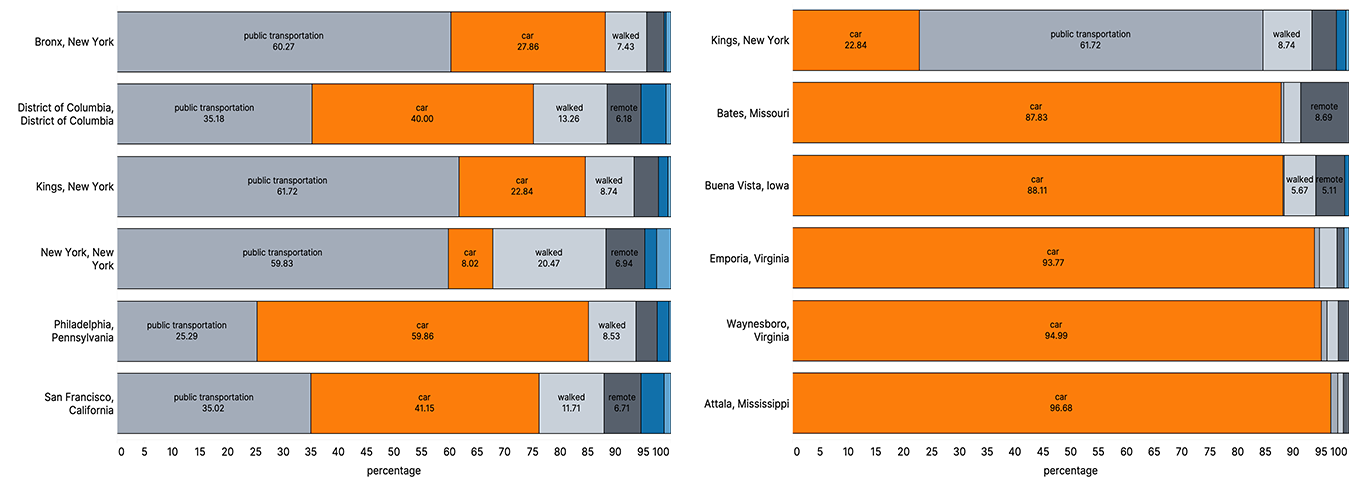 Bronx, New York
public transportation
60.27
car
27.86
walked
7.43
District of Columbia,
District of Columbia
public transportation
35.18
car
40.00
walked
13.26
remote
6.18
Kings, New York
public transportation
61.72
car
22.84
walked
8.74
New York, New
York
public transportation
59.83
car
8.02
walked
20.47
remote
6.94
Philadelphia,
Pennsylvania
public transportation
25.29
car
59.86
walked
8.53
San Francisco,
California
public transportation
35.02
car
41.15
walked
11.71
remote
6.71
0 5 10 15 20 25 30 35 40 45 50 55 60 65 70 75 80 85 90 95 100
percentage
Kings, New York
car
22.84
public transportation
61.72
walked
8.74
Bates, Missouri
car
87.83
remote
8.69
Buena Vista, Iowa
car
88.11
walked
5.67
remote
5.11
Emporia, Virginia
car
93.77
Waynesboro,
Virginia
car
94.99
Attala, Mississippi
car
96.68
0 5 10 15 20 25 30 35 40 45 50 55 60 65 70 75 80 85 90 95 100
percentage